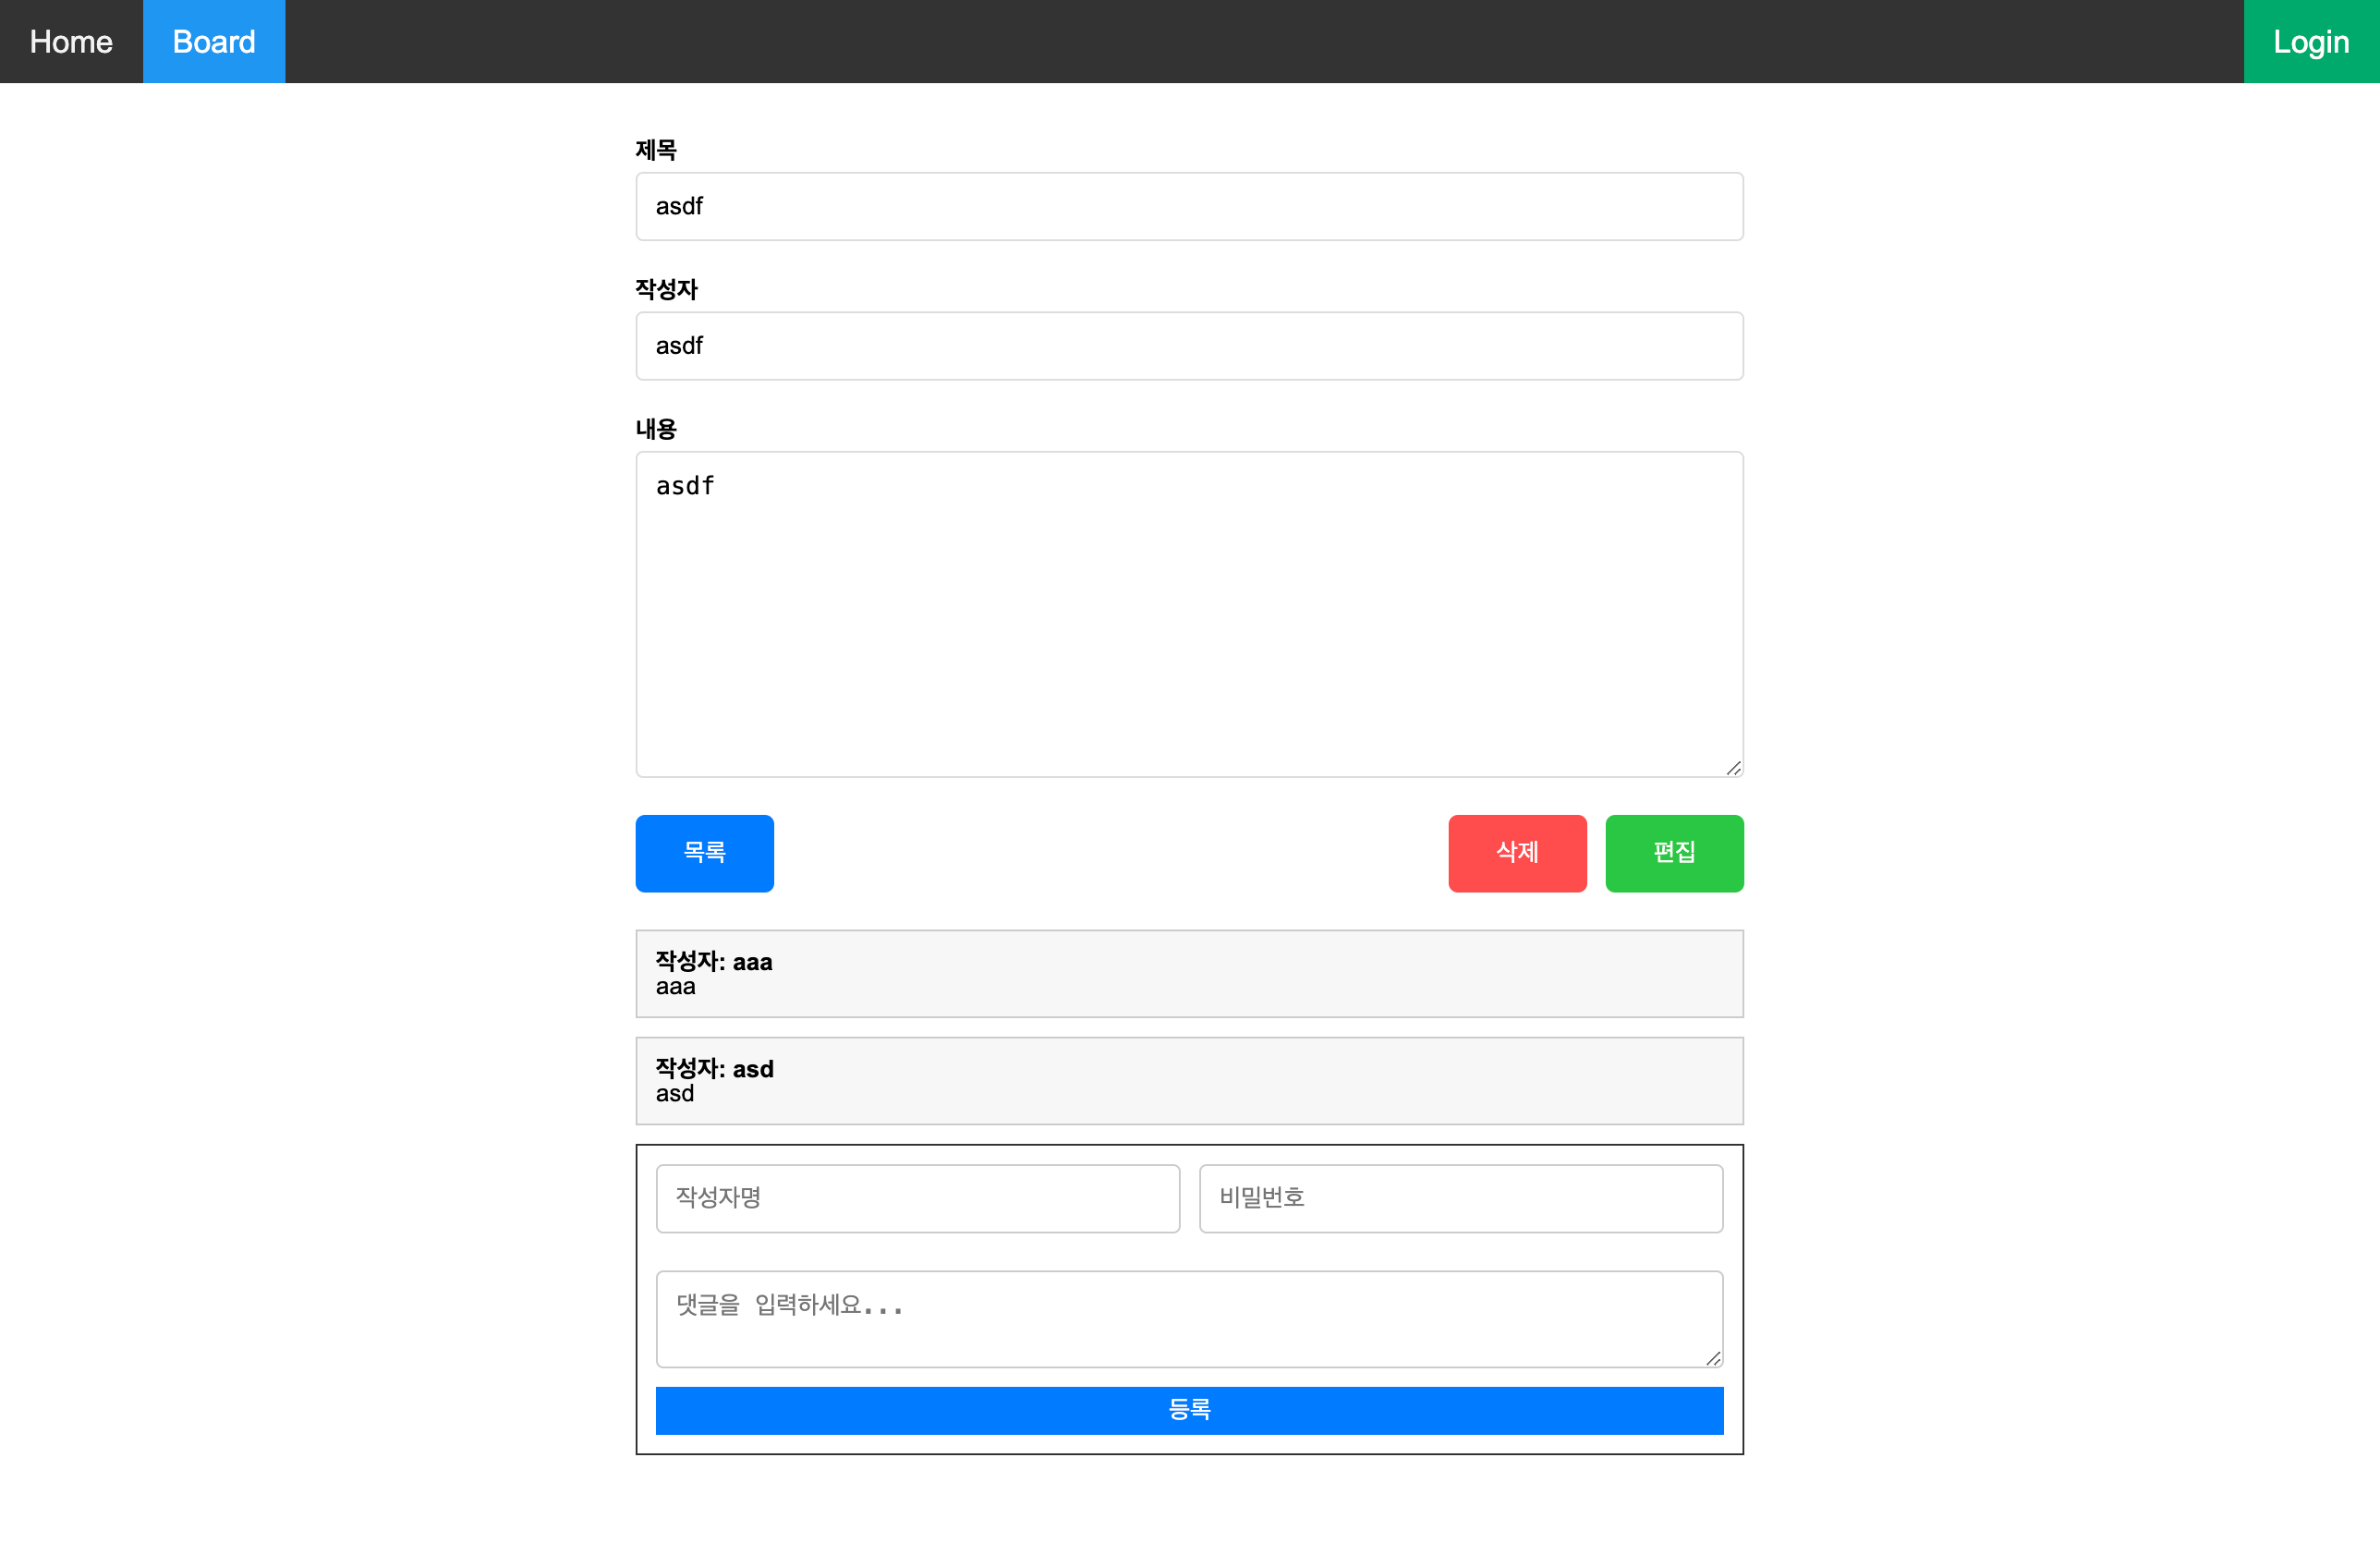 Home Board Login
제목
asdf
작성자
asdf
내용
asdf
목록 삭제 편집
작성자: aaa
aaa
작성자: asd
asd
작성자명 비밀번호
댓글을 입력하세요...
등록